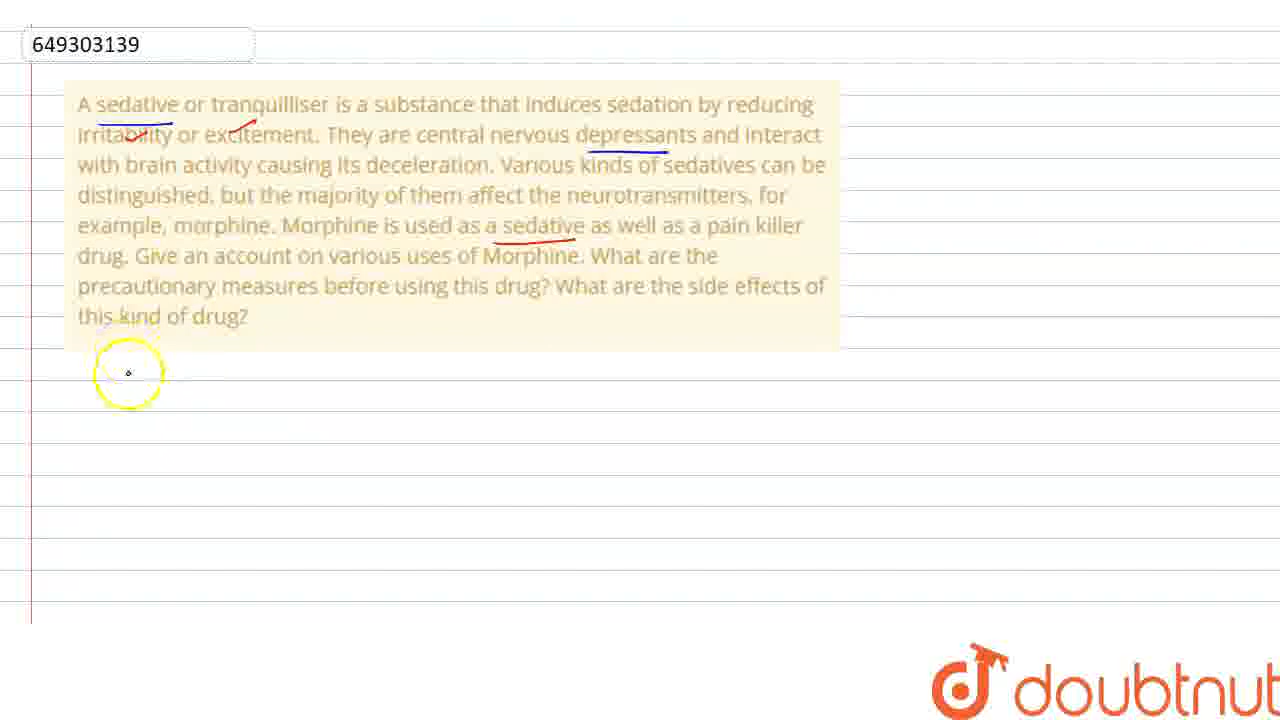 649303139
A sedative or tranquilliser is a substance that induces sedation by reducing
irritability or excitement. They are central nervous depressants and interact
with brain activity causing its deceleration. Various kinds of sedatives can be
distinguished, but the majority of them affect the neurotransmitters, for
example, morphine. Morphine is used as a sedative as well as a pain killer
drug. Give an account on various uses of Morphine. What are the
precautionary measures before using this drug? What are the side effects of
this kind of drug?
doubtnut